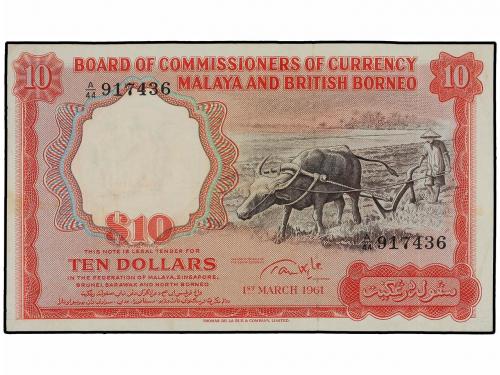 10 BOARD OF COMMISSIONERS OF CURRENCY 10
MALAYA AND BRITISH BORNEO
A/44 917436
$10
THIS NOTE IS LEGAL TENDER FOR
TEN DOLLARS
IN THE FEDERATION OF MALAYA, SINGAPORE,
BRUNEI, SARAWAK AND NORTH BORNEO
A/44 917436
1ST MARCH 1961
THOMAS DE LA RUE & COMPANY, LIMITED.